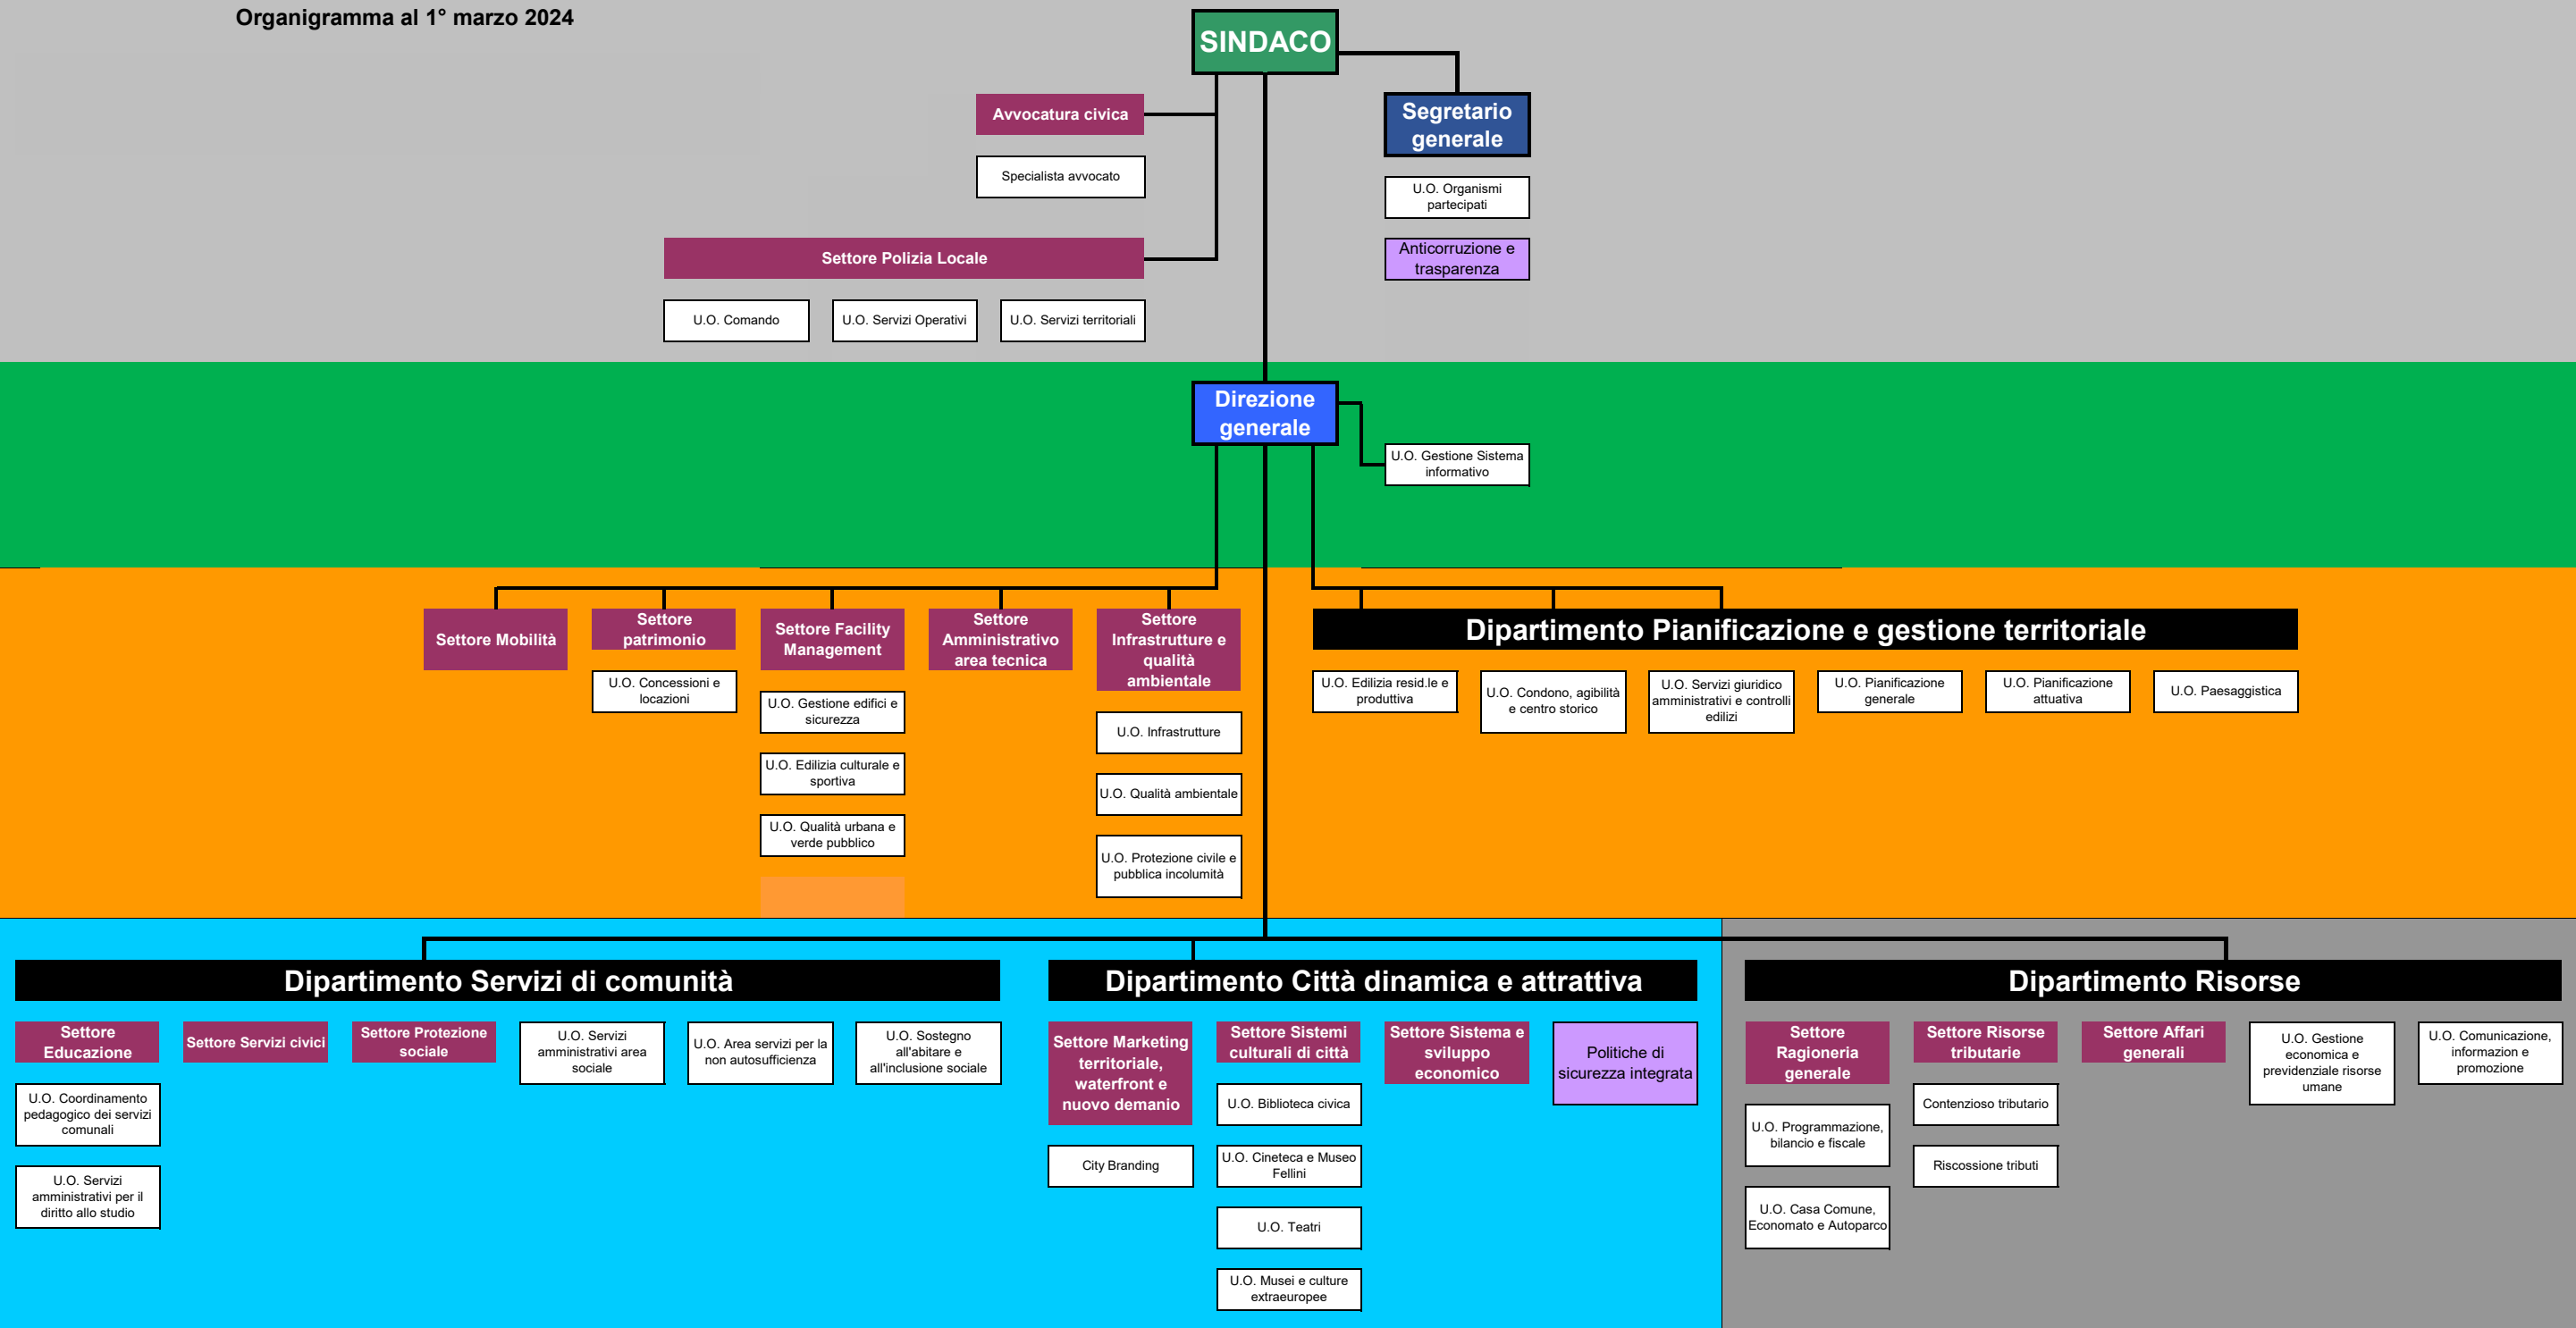 Organigramma al 1° marzo 2024
SINDACO
Avvocatura civica
Segretario
generale
Specialista avvocato
U.O. Organismi
partecipati
Settore Polizia Locale
Anticorruzione e
trasparenza
U.O. Comando
U.O. Servizi Operativi
U.O. Servizi territoriali
Direzione
generale
U.O. Gestione Sistema
informativo
Settore Mobilità
Settore
patrimonio
U.O. Concessioni e
locazioni
Settore Facility
Management
U.O. Gestione edifici e
sicurezza
U.O. Edilizia culturale e
sportiva
U.O. Qualità urbana e
verde pubblico
Settore
Amministrativo
area tecnica
Settore
Infrastrutture e
qualità
ambientale
U.O. Infrastrutture
U.O. Qualità ambientale
U.O. Protezione civile e
pubblica incolumità
Dipartimento Pianificazione e gestione territoriale
U.O. Edilizia resid.le e
produttiva
U.O. Condono, agibilità
e centro storico
U.O. Servizi giuridico
amministrativi e controlli
edilizi
U.O. Pianificazione
generale
U.O. Pianificazione
attuativa
U.O. Paesaggistica
Dipartimento Servizi di comunità
Settore
Educazione
U.O. Coordinamento
pedagogico dei servizi
comunali
U.O. Servizi
amministrativi per il
diritto allo studio
Settore Servizi civici
Settore Protezione
sociale
U.O. Servizi
amministrativi area
sociale
U.O. Area servizi per la
non autosufficienza
U.O. Sostegno
all'abitare e
all'inclusione sociale
Dipartimento Città dinamica e attrattiva
Settore Marketing
territoriale,
waterfront e
nuovo demanio
City Branding
Settore Sistemi
culturali di città
U.O. Biblioteca civica
U.O. Cineteca e Museo
Fellini
U.O. Teatri
U.O. Musei e culture
extraeuropee
Settore Sistema e
sviluppo
economico
Politiche di
sicurezza integrata
Dipartimento Risorse
Settore
Ragioneria
generale
U.O. Programmazione,
bilancio e fiscale
U.O. Casa Comune,
Economato e Autoparco
Settore Risorse
tributarie
Contenzioso tributario
Riscossione tributi
Settore Affari
generali
U.O. Gestione
economica e
previdenziale risorse
umane
U.O. Comunicazione,
informazion e
promozione